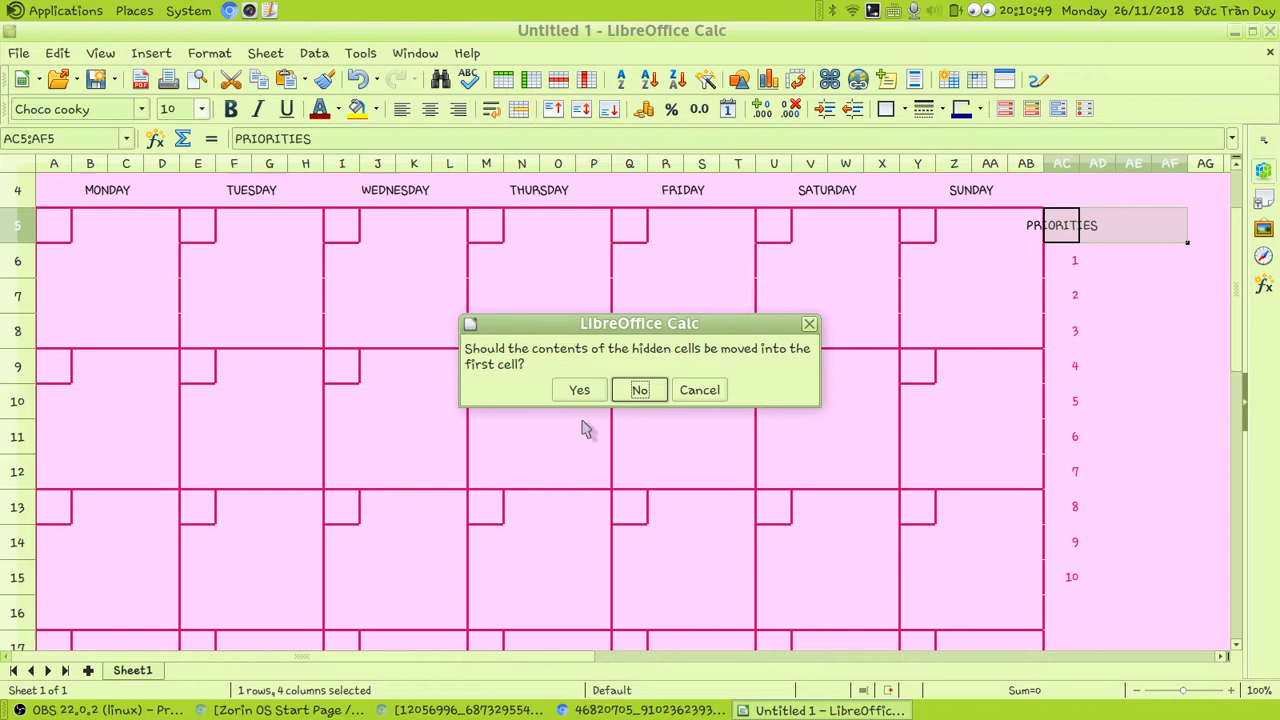 Applications Places System 20:10:49 Monday 26/11/2018 Đức Trần Duy
Untitled 1 - LibreOffice Calc
File Edit View Insert Format Sheet Data Tools Window Help
Choco cooky 10
AC5:AF5 PRIORITIES
A B C D E F G H I J K L M N O P Q R S T U V W X Y Z AA AB AC AD AE AF AG
4 MONDAY TUESDAY WEDNESDAY THURSDAY FRIDAY SATURDAY SUNDAY
5 PRIORITIES
6 1
7 2
8 3
9 4
10 5
11 6
12 7
13 8
14 9
15 10
16
17
LibreOffice Calc
Should the contents of the hidden cells be moved into the
first cell?
Yes No Cancel
Sheet1
Sheet 1 of 1 1 rows, 4 columns selected Default Sum=0 100%
OBS 22.0.2 (linux) - Pr... [Zorin OS Start Page /... [12056996_687329554... 46820705_9102362393... Untitled 1 - LibreOffic...